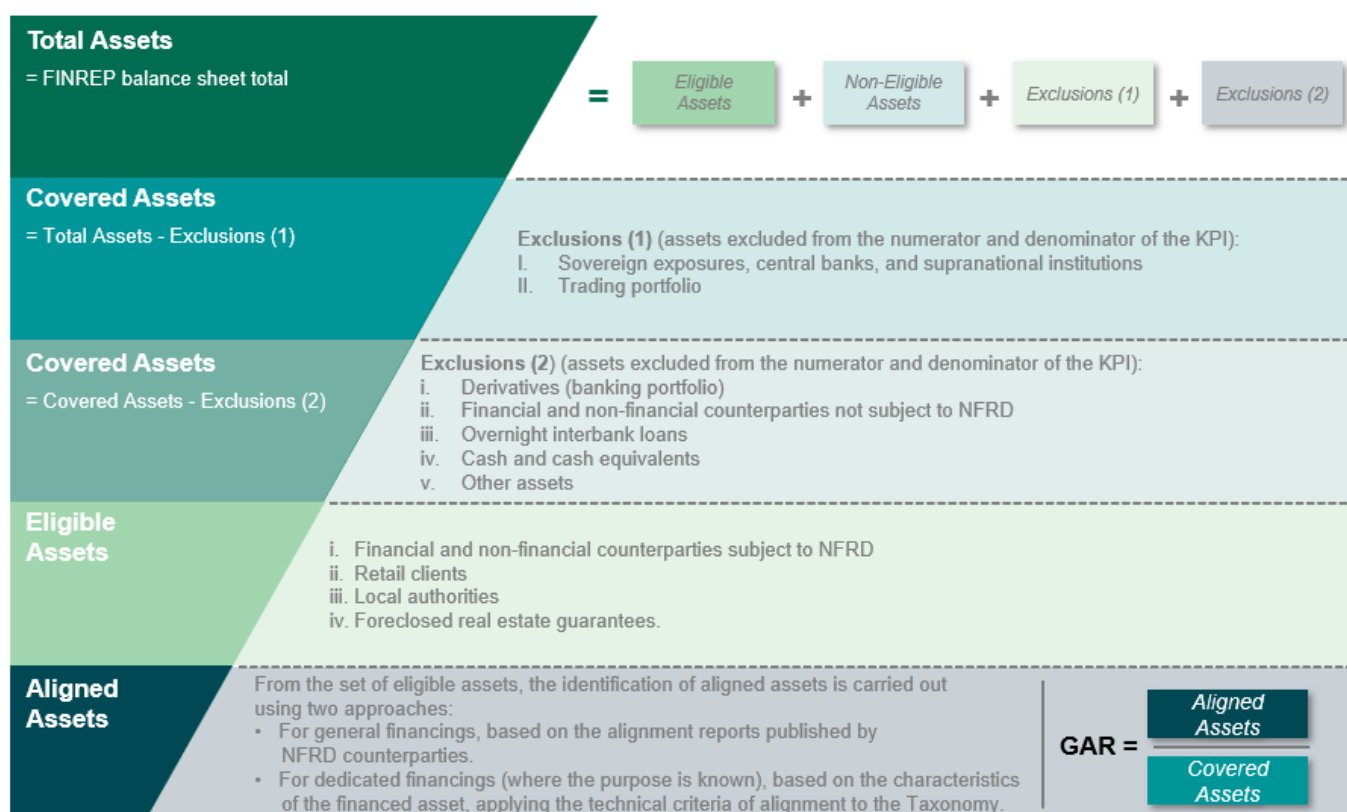 Total Assets
= FINREP balance sheet total
= Eligible Assets + Non-Eligible Assets + Exclusions (1) + Exclusions (2)
Covered Assets
= Total Assets - Exclusions (1)
Exclusions (1) (assets excluded from the numerator and denominator of the KPI):
I. Sovereign exposures, central banks, and supranational institutions
II. Trading portfolio
Covered Assets
= Covered Assets - Exclusions (2)
Exclusions (2) (assets excluded from the numerator and denominator of the KPI):
i. Derivatives (banking portfolio)
ii. Financial and non-financial counterparties not subject to NFRD
iii. Overnight interbank loans
iv. Cash and cash equivalents
v. Other assets
Eligible
Assets
i. Financial and non-financial counterparties subject to NFRD
ii. Retail clients
iii. Local authorities
iv. Foreclosed real estate guarantees.
Aligned
Assets
From the set of eligible assets, the identification of aligned assets is carried out
using two approaches:
• For general financings, based on the alignment reports published by
NFRD counterparties.
• For dedicated financings (where the purpose is known), based on the characteristics
of the financed asset, applying the technical criteria of alignment to the Taxonomy.
GAR =
Aligned
Assets
Covered
Assets